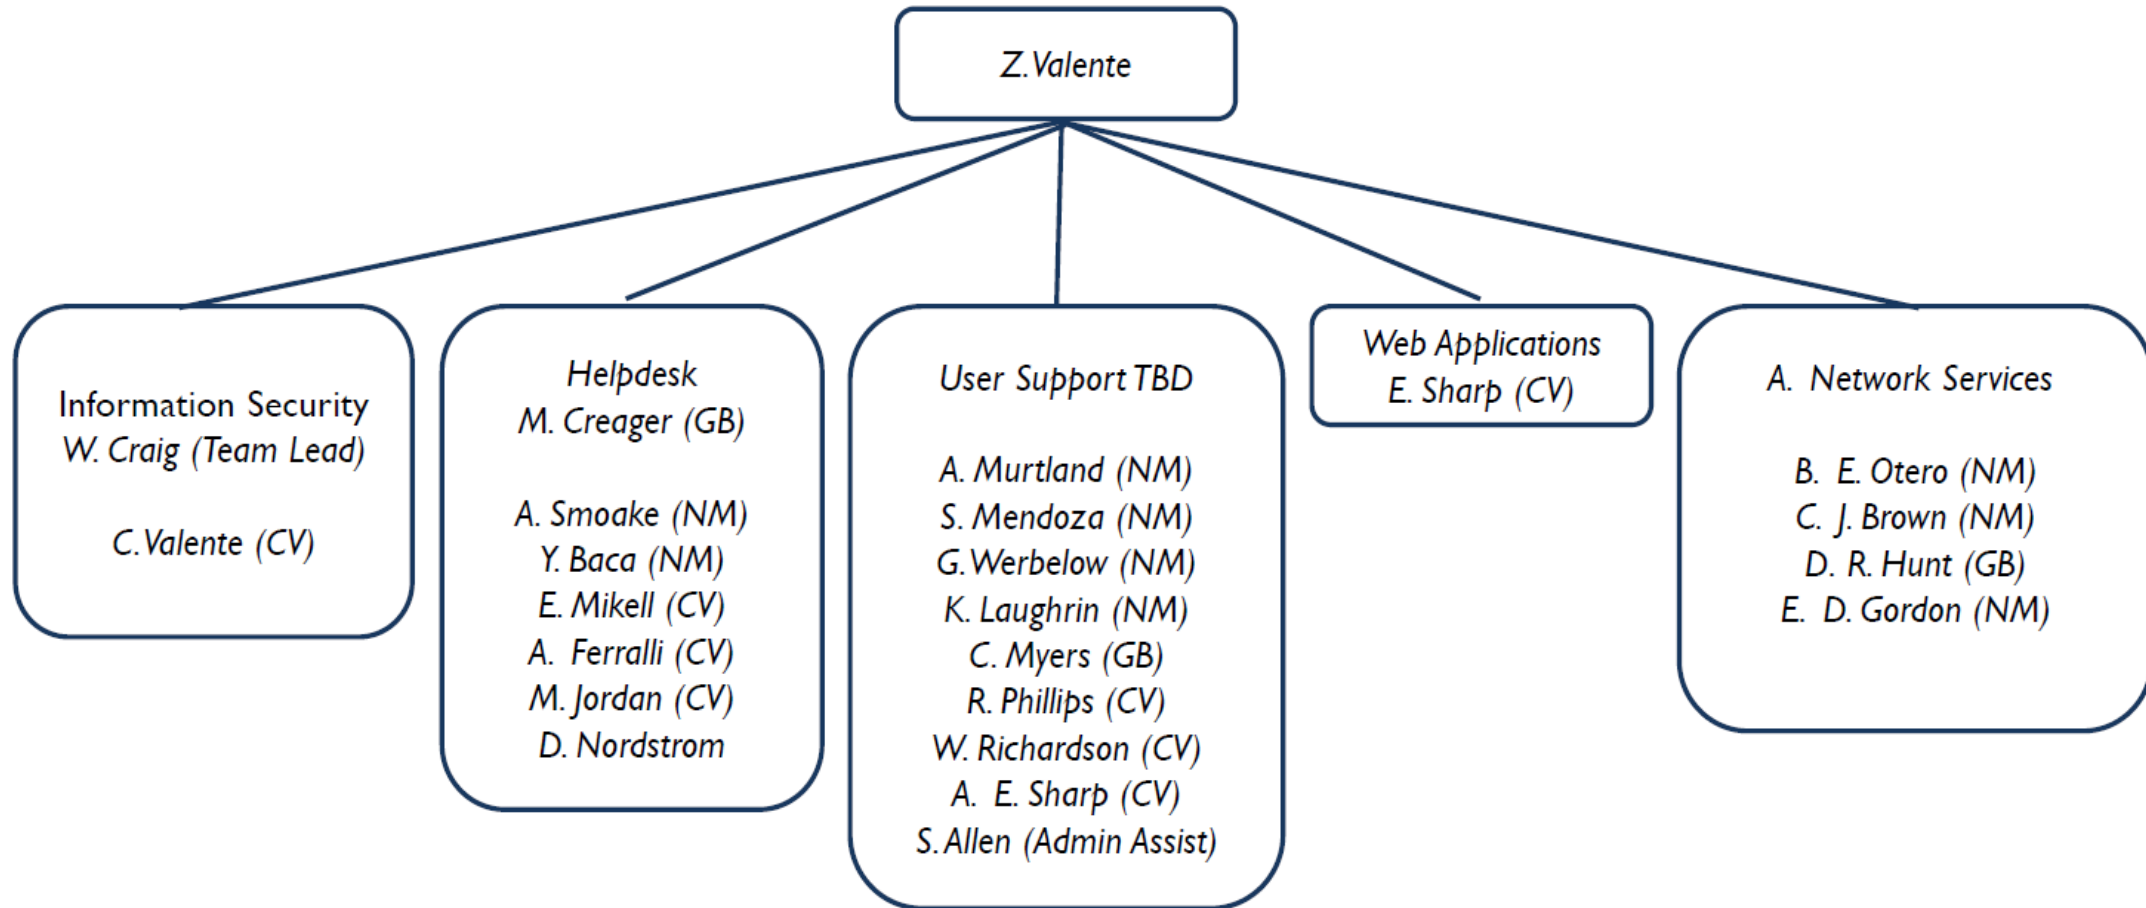 Z. Valente
Information Security
W. Craig (Team Lead)
C. Valente (CV)
Helpdesk
M. Creager (GB)
A. Smoake (NM)
Y. Baca (NM)
E. Mikell (CV)
A. Ferralli (CV)
M. Jordan (CV)
D. Nordstrom
User Support TBD
A. Murtland (NM)
S. Mendoza (NM)
G. Werbelow (NM)
K. Laughrin (NM)
C. Myers (GB)
R. Phillips (CV)
W. Richardson (CV)
A. E. Sharp (CV)
S. Allen (Admin Assist)
Web Applications
E. Sharp (CV)
A. Network Services
B. E. Otero (NM)
C. J. Brown (NM)
D. R. Hunt (GB)
E. D. Gordon (NM)